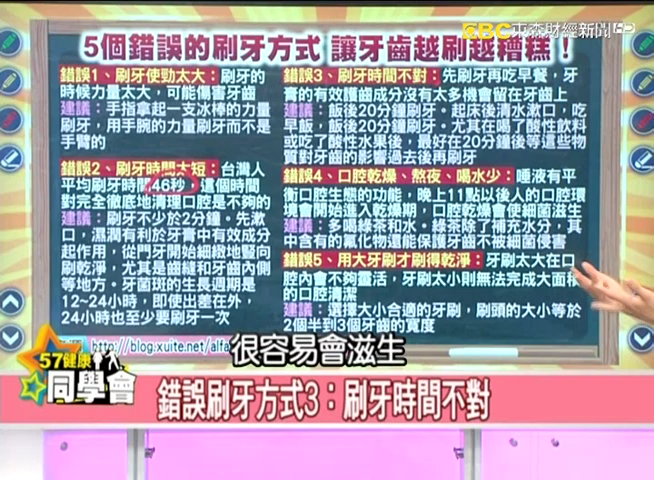 EBC東森財經新聞
5個錯誤的刷牙方式 讓牙齒越刷越糟糕！
錯誤1、刷牙使勁太大：刷牙的
時候力量太大，可能傷害牙齒
建議：手指拿起一支冰棒的力量
刷牙，用手腕的力量刷牙而不是
手臂的
錯誤2、刷牙時間太短：台灣人
平均刷牙時間46秒，這個時間
對完全徹底地清理口腔是不夠的
建議：刷牙不少於2分鐘。先漱
口，濕潤有利於牙膏中有效成分
起作用，從門牙開始細緻地豎向
刷乾淨，尤其是齒縫和牙齒內側
等地方。牙菌斑的生長週期是
12~24小時，即使出差在外，
24小時也至少要刷牙一次
錯誤3、刷牙時間不對：先刷牙再吃早餐，牙
膏的有效護齒成分沒有太多機會留在牙齒上
建議：飯後20分鐘刷牙。起床後清水漱口，吃
早飯，飯後20分鐘刷牙。尤其在喝了酸性飲料
或吃了酸性水果後，最好在20分鐘後等這些物
質對牙齒的影響過去後再刷牙
錯誤4、口腔乾燥、熬夜、喝水少：唾液有平
衡口腔生態的功能，晚上11點以後人的口腔環
境會開始進入乾燥期，口腔乾燥會使細菌滋生
建議：多喝綠茶和水。綠茶除了補充水分，其
中含有的氟化物還能保護牙齒不被細菌侵害
錯誤5、用大牙刷才刷得乾淨：牙刷太大在口
腔內會不夠靈活，牙刷太小則無法完成大面積
的口腔清潔
建議：選擇大小合適的牙刷，刷頭的大小等於
2個半到3個牙齒的寬度
http://blog.xuite.net/alfa
很容易會滋生
57健康
同學會
錯誤刷牙方式3：刷牙時間不對